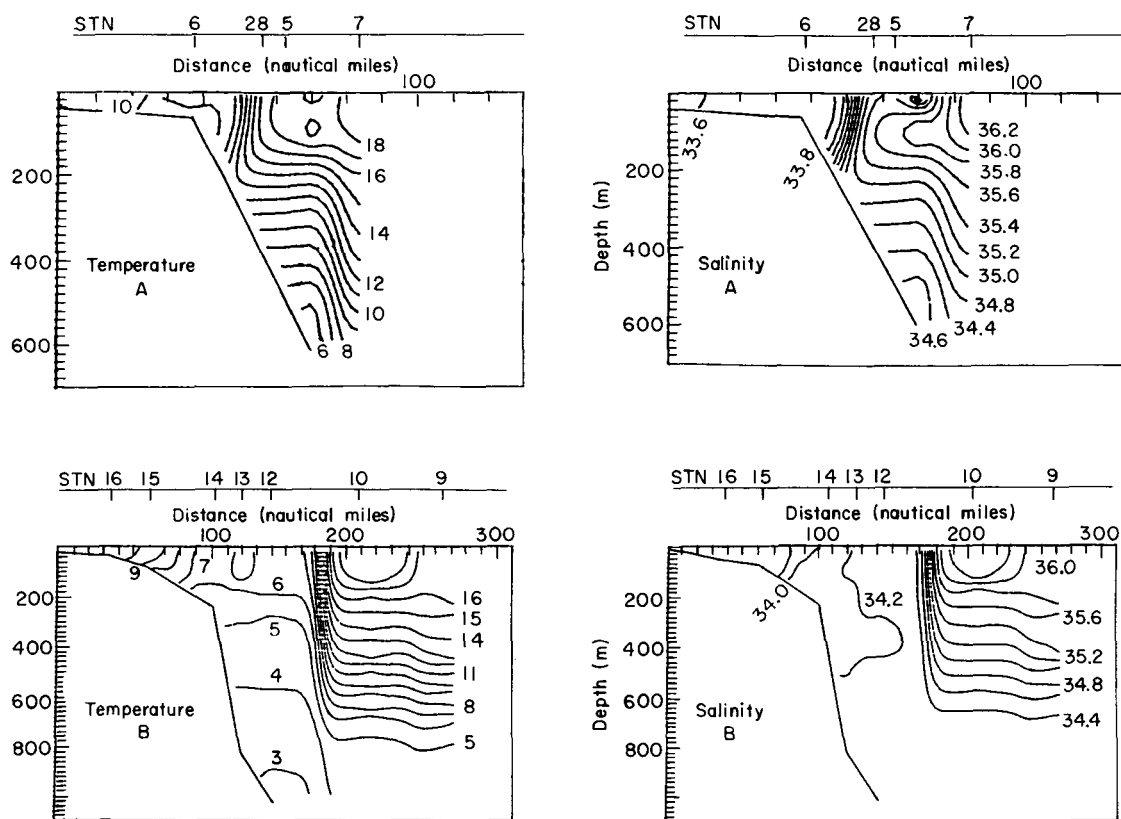 STN 6 28 5 7
Distance (nautical miles)
100
10
18
16
200
14
400
Temperature
A
12
10
600
6 8
STN 6 28 5 7
Distance (nautical miles)
100
33.6
36.2
36.0
33.8
35.8
200
35.6
35.4
Depth (m)
400
Salinity
A
35.2
35.0
34.8
600
34.4
34.6
STN 16 15 14 13 12 10 9
Distance (nautical miles)
100 200 300
9
7
6
200
16
15
5
14
400
11
4
600
Temperature
B
8
5
800
3
STN 16 15 14 13 12 10 9
Distance (nautical miles)
100 200 300
36.0
34.0
34.2
200
35.6
400
35.2
Depth (m)
600
34.8
Salinity
B
34.4
800